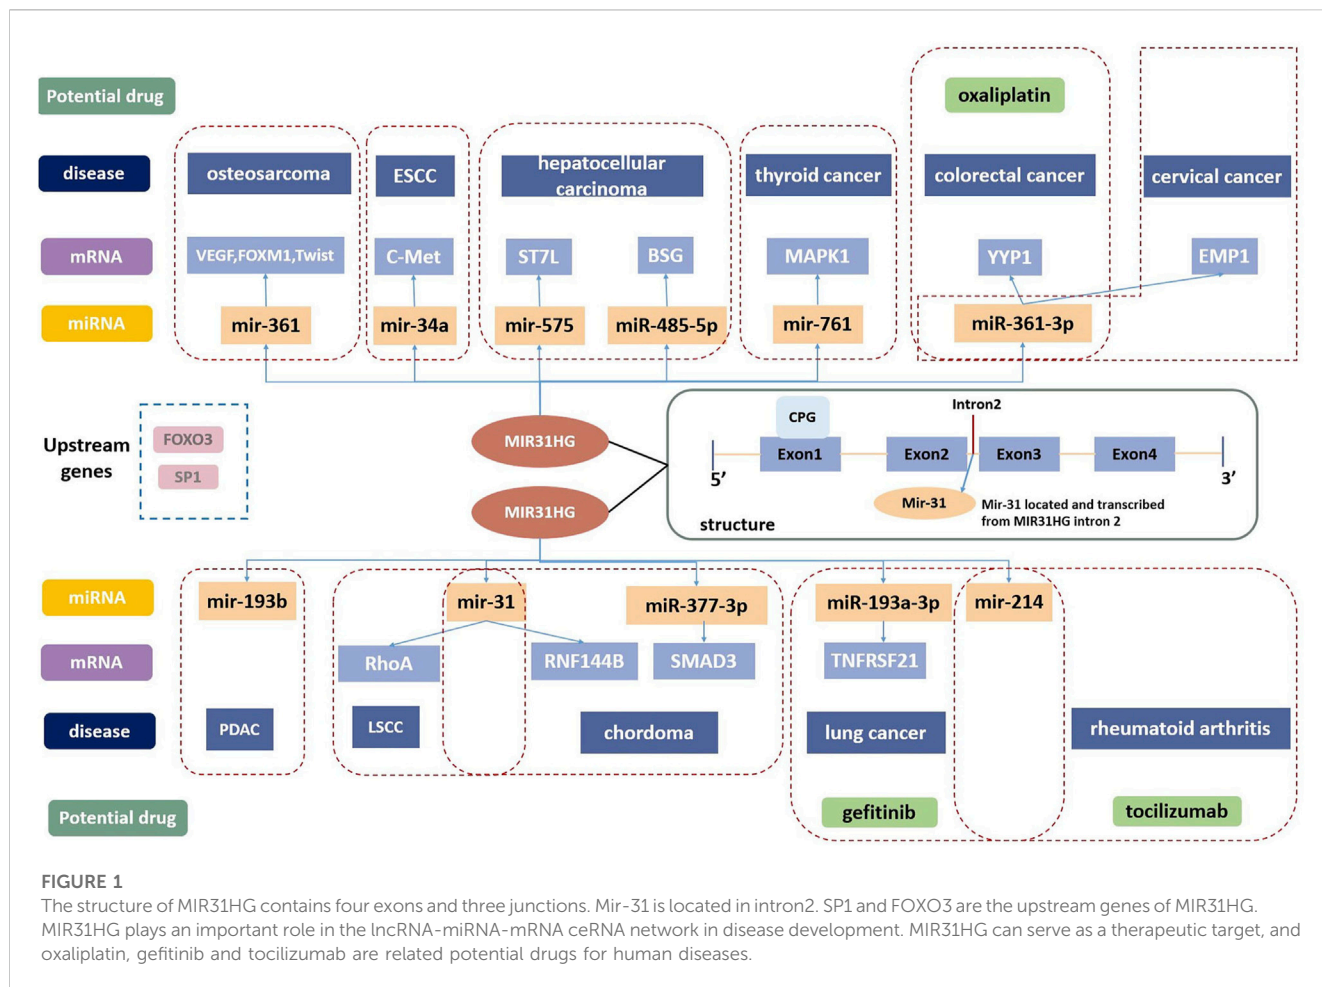 Potential drug
oxaliplatin
disease
osteosarcoma
ESCC
hepatocellular
carcinoma
thyroid cancer
colorectal cancer
cervical cancer
mRNA
VEGF,FOXM1,Twist
C-Met
ST7L
BSG
MAPK1
YYP1
EMP1
miRNA
mir-361
mir-34a
mir-575
miR-485-5p
mir-761
miR-361-3p
Upstream
genes
FOXO3
SP1
MIR31HG
MIR31HG
CPG
Intron2
Exon1
Exon2
Exon3
Exon4
5’
3’
Mir-31
Mir-31 located and transcribed
from MIR31HG intron 2
structure
miRNA
mir-193b
mir-31
miR-377-3p
miR-193a-3p
mir-214
mRNA
RhoA
RNF144B
SMAD3
TNFRSF21
disease
PDAC
LSCC
chordoma
lung cancer
rheumatoid arthritis
Potential drug
gefitinib
tocilizumab
FIGURE 1
The structure of MIR31HG contains four exons and three junctions. Mir-31 is located in intron2. SP1 and FOXO3 are the upstream genes of MIR31HG.
MIR31HG plays an important role in the lncRNA-miRNA-mRNA ceRNA network in disease development. MIR31HG can serve as a therapeutic target, and
oxaliplatin, gefitinib and tocilizumab are related potential drugs for human diseases.